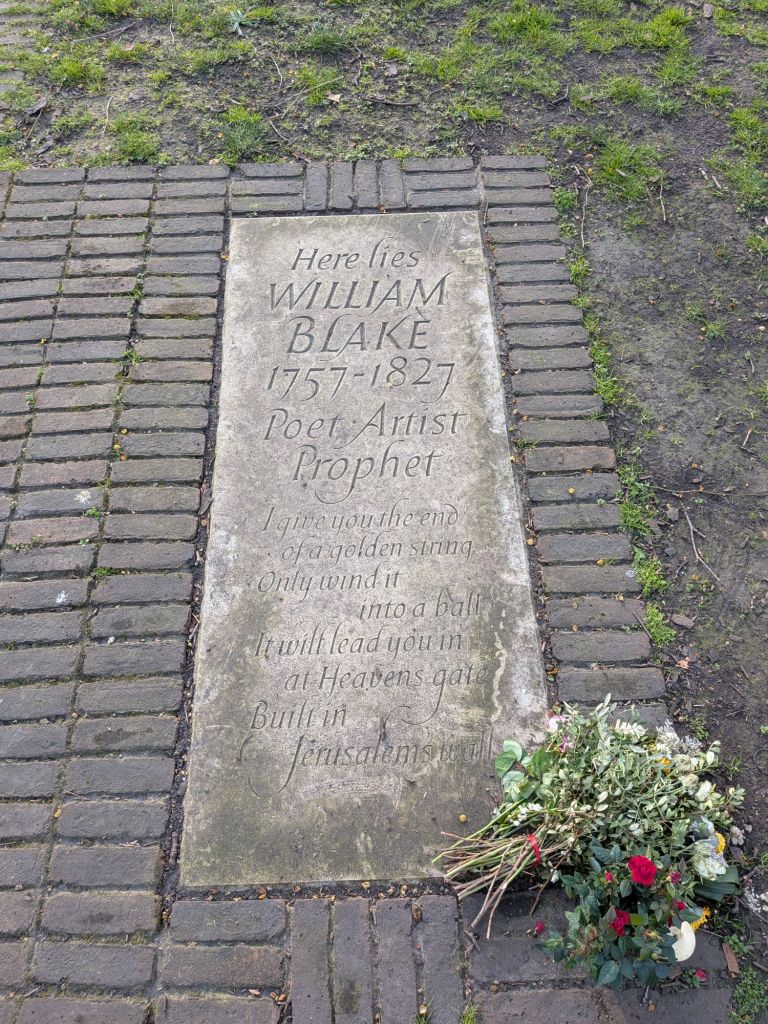 Here lies
WILLIAM
BLAKE
1757-1827
Poet · Artist
Prophet
I give you the end
of a golden string
Only wind it
into a ball
It will lead you in
at Heavens gate
Built in
Jerusalems wall